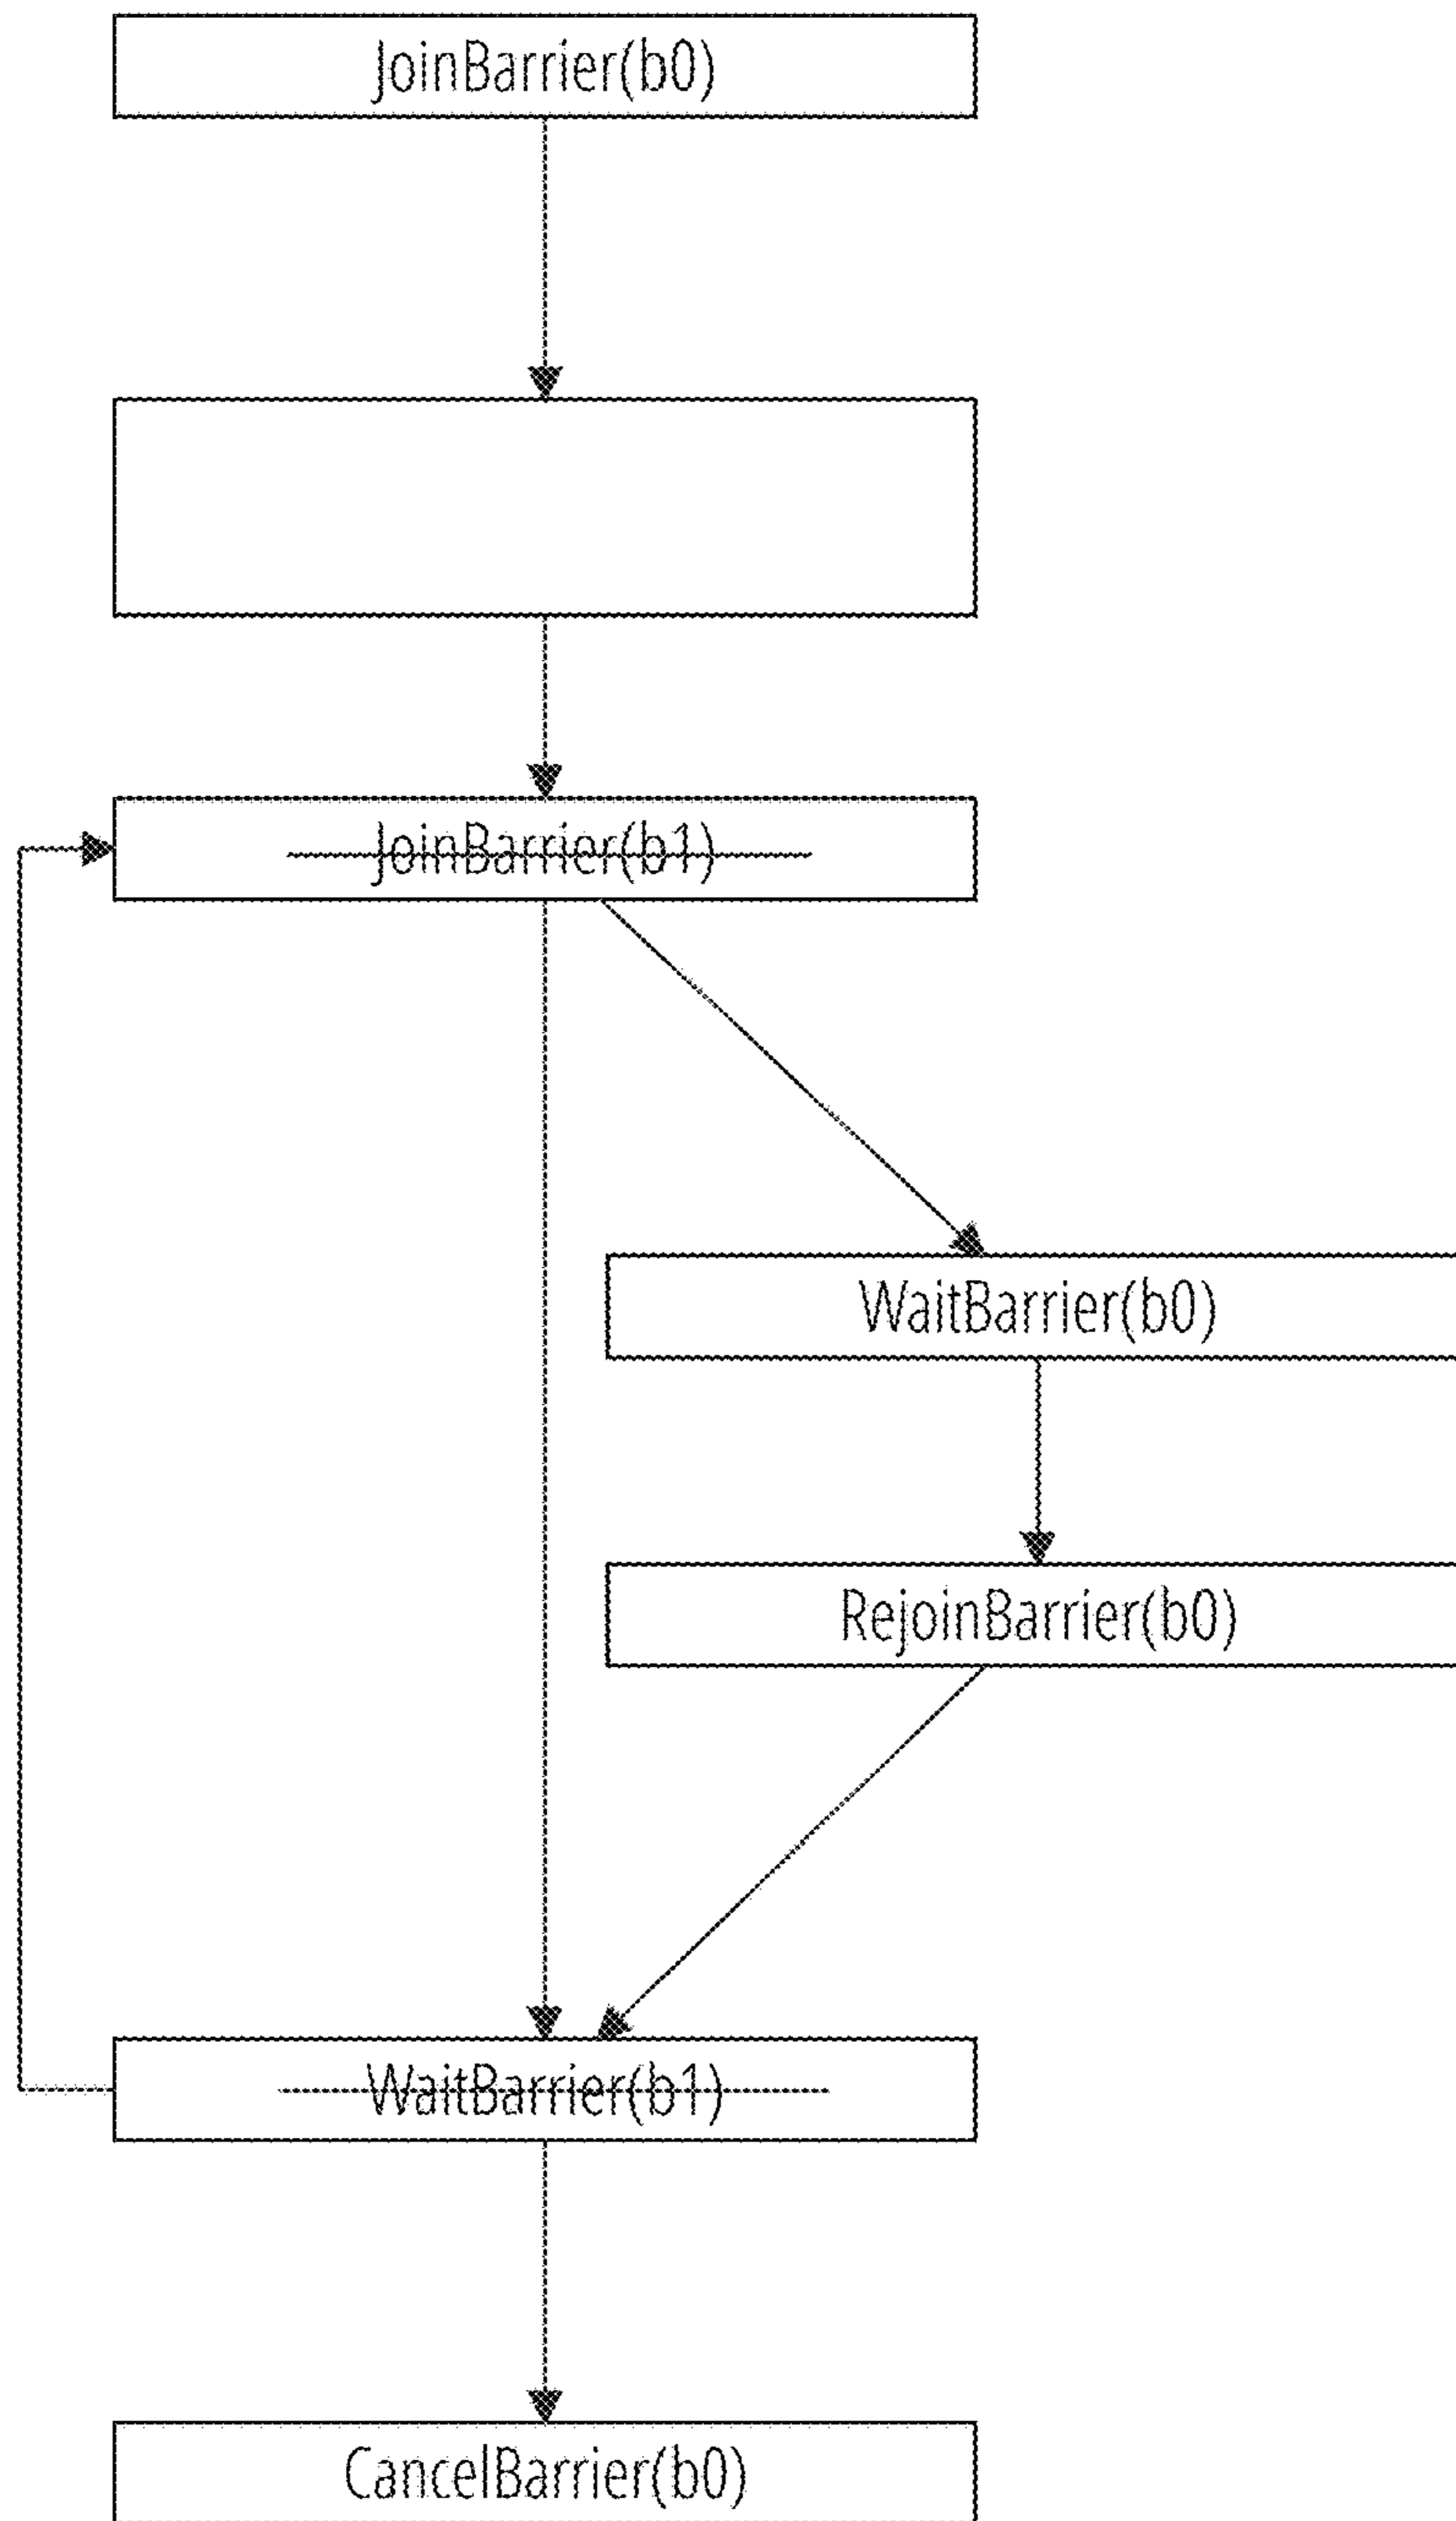 JoinBarrier(b0)
JoinBarrier(b1)
WaitBarrier(b0)
RejoinBarrier(b0)
WaitBarrier(b1)
CancelBarrier(b0)